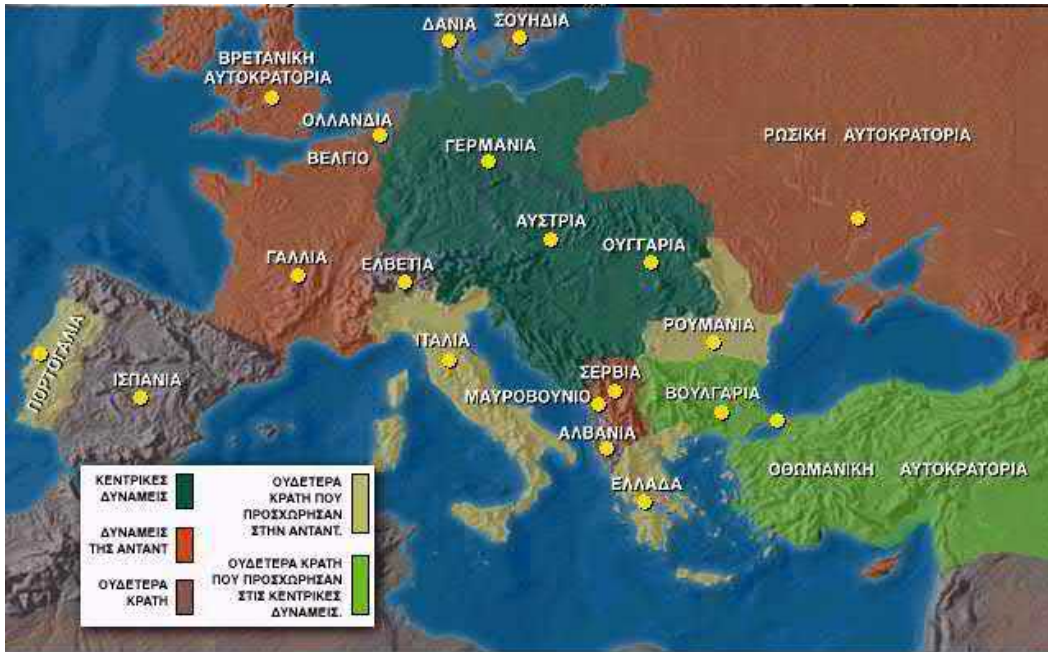 ΔΑΝΙΑ
ΣΟΥΗΔΙΑ
ΒΡΕΤΑΝΙΚΗ
ΑΥΤΟΚΡΑΤΟΡΙΑ
ΟΛΛΑΝΔΙΑ
ΒΕΛΓΙΟ
ΓΕΡΜΑΝΙΑ
ΡΩΣΙΚΗ ΑΥΤΟΚΡΑΤΟΡΙΑ
ΑΥΣΤΡΙΑ
ΟΥΓΓΑΡΙΑ
ΓΑΛΛΙΑ
ΕΛΒΕΤΙΑ
ΡΟΥΜΑΝΙΑ
ΙΤΑΛΙΑ
ΠΟΡΤΟΓΑΛΙΑ
ΙΣΠΑΝΙΑ
ΣΕΡΒΙΑ
ΜΑΥΡΟΒΟΥΝΙΟ
ΒΟΥΛΓΑΡΙΑ
ΑΛΒΑΝΙΑ
ΟΘΩΜΑΝΙΚΗ ΑΥΤΟΚΡΑΤΟΡΙΑ
ΕΛΛΑΔΑ
ΚΕΝΤΡΙΚΕΣ
ΔΥΝΑΜΕΙΣ
ΔΥΝΑΜΕΙΣ
ΤΗΣ ΑΝΤΑΝΤ
ΟΥΔΕΤΕΡΑ
ΚΡΑΤΗ
ΟΥΔΕΤΕΡΑ
ΚΡΑΤΗ ΠΟΥ
ΠΡΟΣΧΩΡΗΣΑΝ
ΣΤΗΝ ΑΝΤΑΝΤ.
ΟΥΔΕΤΕΡΑ ΚΡΑΤΗ
ΠΟΥ ΠΡΟΣΧΩΡΗΣΑΝ
ΣΤΙΣ ΚΕΝΤΡΙΚΕΣ
ΔΥΝΑΜΕΙΣ.